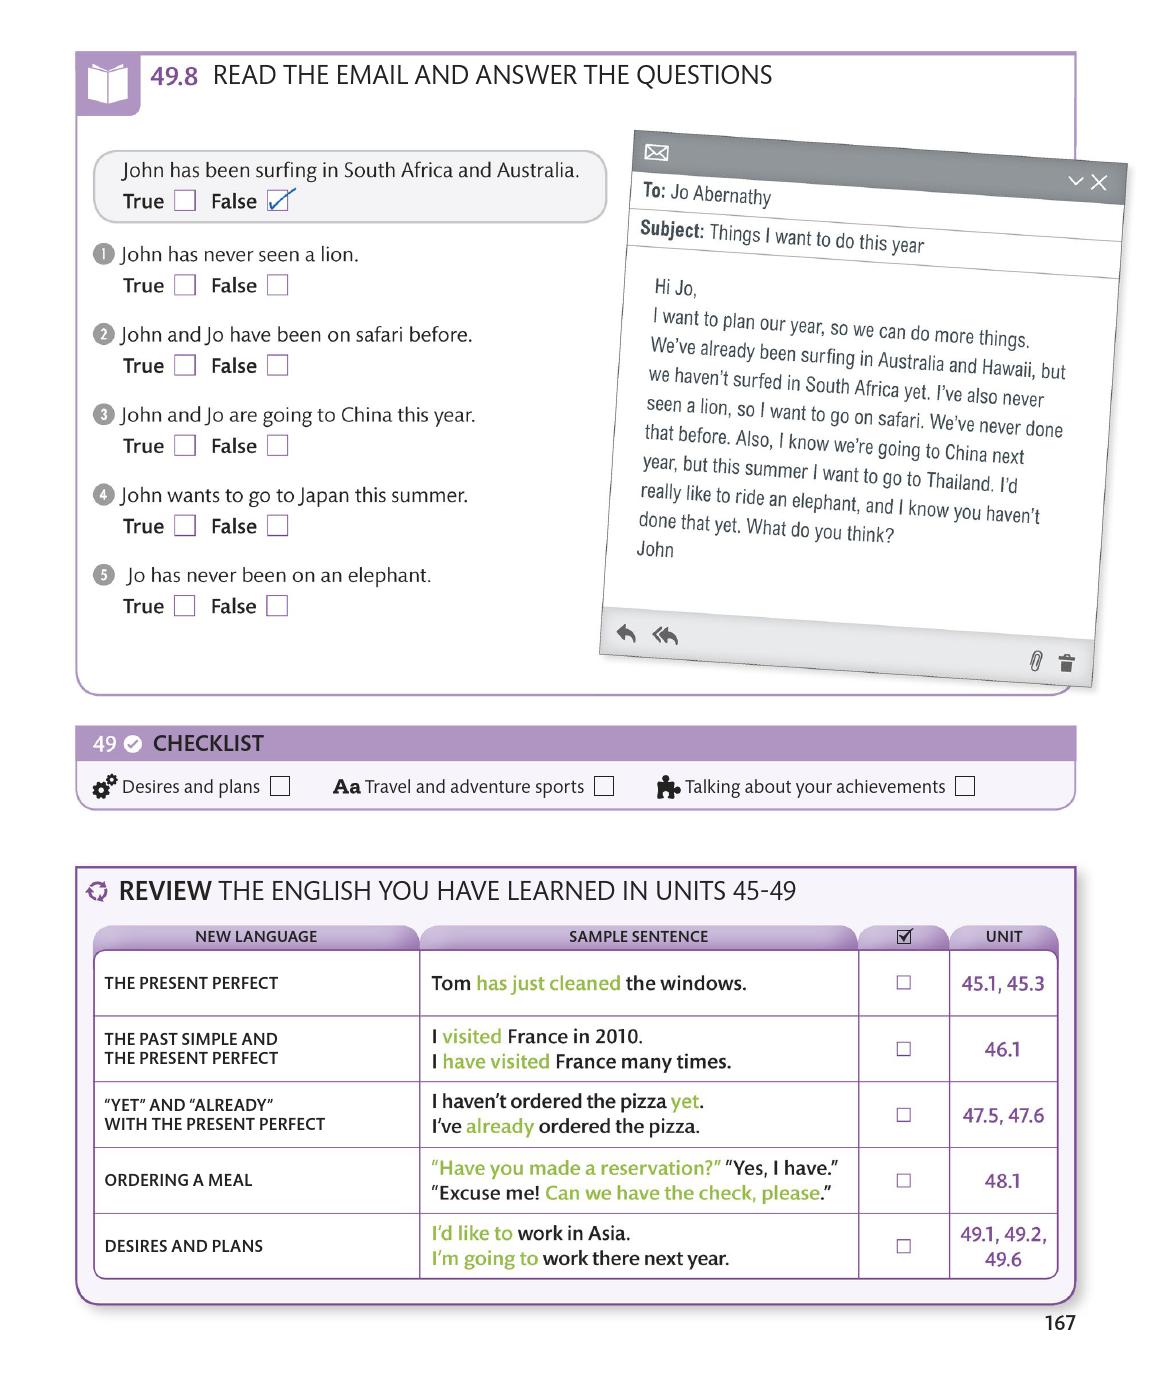 49.8 READ THE EMAIL AND ANSWER THE QUESTIONS
John has been surfing in South Africa and Australia.
True False
1 John has never seen a lion.
True False
2 John and Jo have been on safari before.
True False
3 John and Jo are going to China this year.
True False
4 John wants to go to Japan this summer.
True False
5 Jo has never been on an elephant.
True False
To: Jo Abernathy
Subject: Things I want to do this year
Hi Jo,
I want to plan our year, so we can do more things.
We've already been surfing in Australia and Hawaii, but
we haven't surfed in South Africa yet. I've also never
seen a lion, so I want to go on safari. We've never done
that before. Also, I know we're going to China next
year, but this summer I want to go to Thailand. I'd
really like to ride an elephant, and I know you haven't
done that yet. What do you think?
John
49 CHECKLIST
Desires and plans Aa Travel and adventure sports Talking about your achievements
REVIEW THE ENGLISH YOU HAVE LEARNED IN UNITS 45-49
NEW LANGUAGE SAMPLE SENTENCE UNIT
THE PRESENT PERFECT Tom has just cleaned the windows. 45.1, 45.3
THE PAST SIMPLE AND
THE PRESENT PERFECT
I visited France in 2010.
I have visited France many times.
46.1
"YET" AND "ALREADY"
WITH THE PRESENT PERFECT
I haven't ordered the pizza yet.
I've already ordered the pizza.
47.5, 47.6
ORDERING A MEAL
"Have you made a reservation?" "Yes, I have."
"Excuse me! Can we have the check, please."
48.1
DESIRES AND PLANS
I'd like to work in Asia.
I'm going to work there next year.
49.1, 49.2,
49.6
167